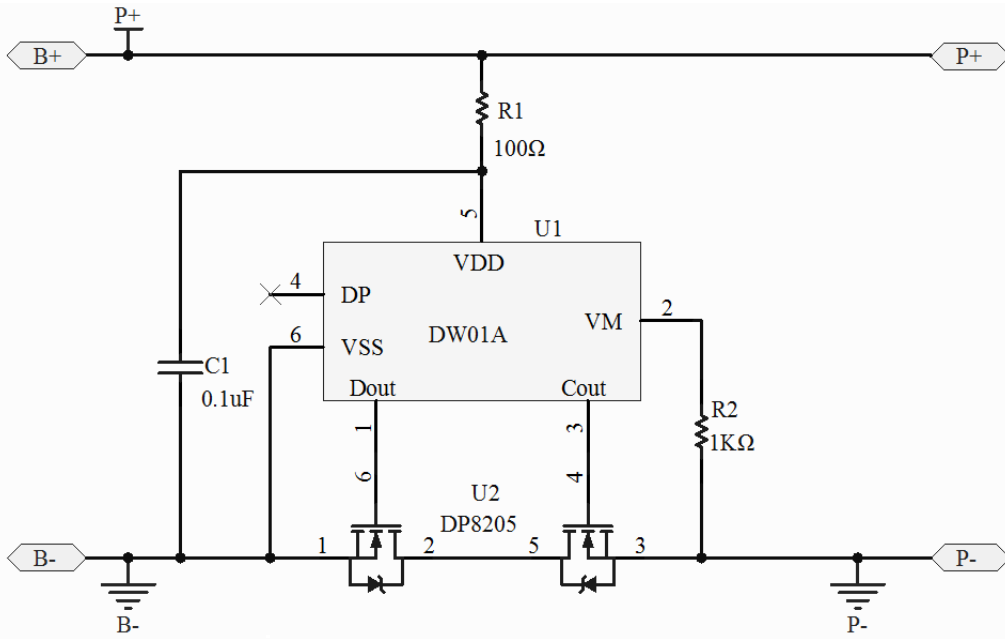 P+
B+
P+
R1
100Ω
5
U1
VDD
4
DP
2
VM
6
VSS
DW01A
C1
0.1uF
Dout
Cout
R2
1KΩ
1
3
6
4
U2
DP8205
B-
1
2
5
3
P-
B-
P-